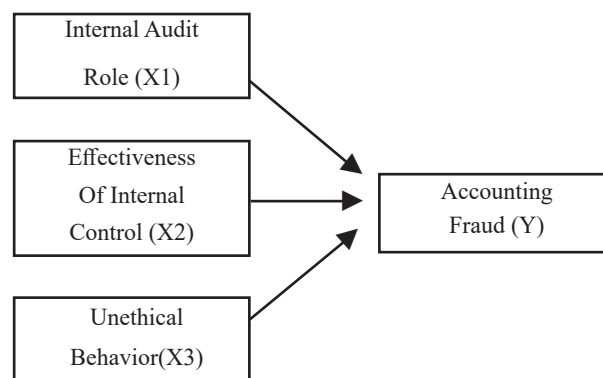 Internal Audit
Role (X1)
Effectiveness
Of Internal
Control (X2)
Unethical
Behavior(X3)
Accounting
Fraud (Y)